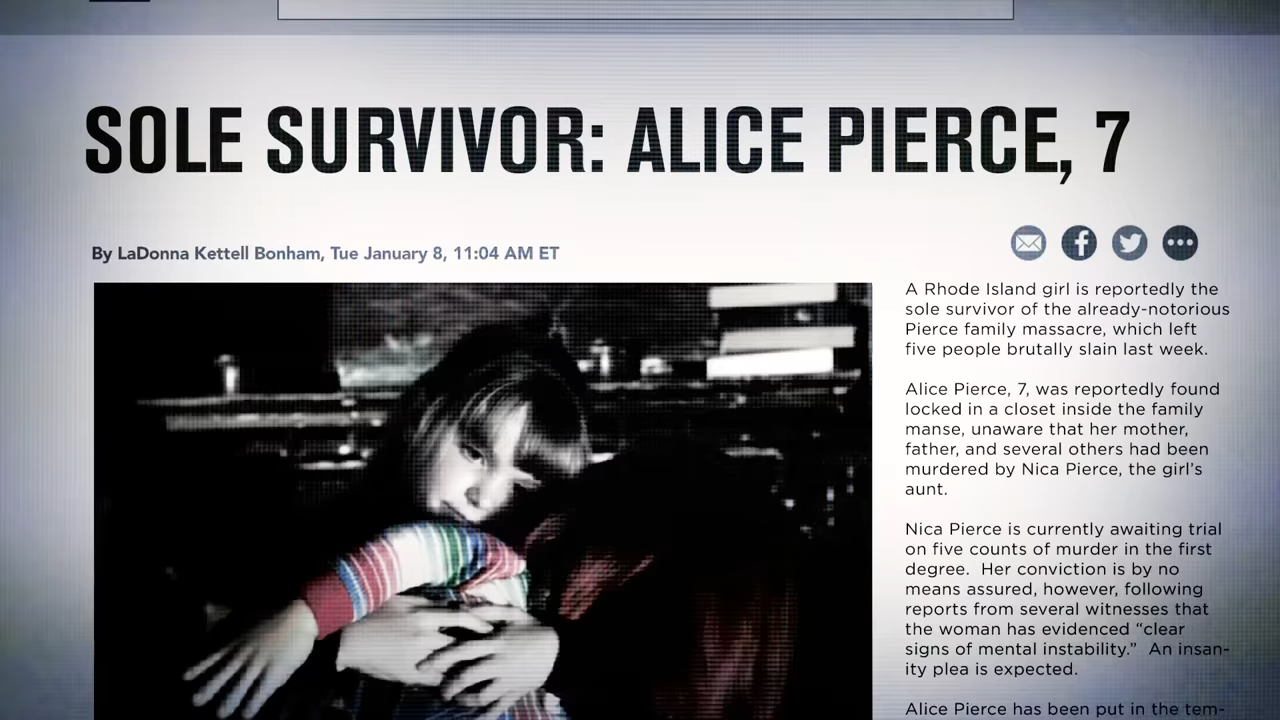 SOLE SURVIVOR: ALICE PIERCE, 7
By LaDonna Kettell Bonham, Tue January 8, 11:04 AM ET
A Rhode Island girl is reportedly the
sole survivor of the already-notorious
Pierce family massacre, which left
five people brutally slain last week.
Alice Pierce, 7, was reportedly found
locked in a closet inside the family
manse, unaware that her mother,
father, and several others had been
murdered by Nica Pierce, the girl's
aunt.
Nica Pierce is currently awaiting trial
on five counts of murder in the first
degree.  Her conviction is by no
means assured, however, following
reports from several witnesses that
the woman has evidenced “clear
signs of mental instability.”  An insan-
ity plea is expected.
Alice Pierce has been put in the tem-